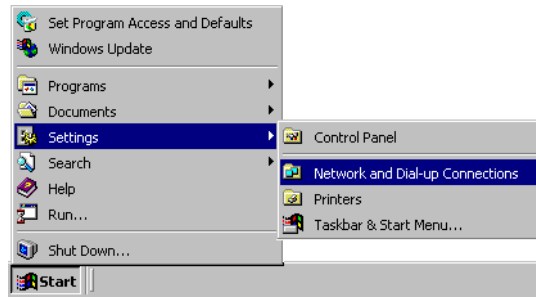 Set Program Access and Defaults
Windows Update
Programs
Documents
Settings
Search
Help
Run...
Shut Down...
Start
Control Panel
Network and Dial-up Connections
Printers
Taskbar & Start Menu...